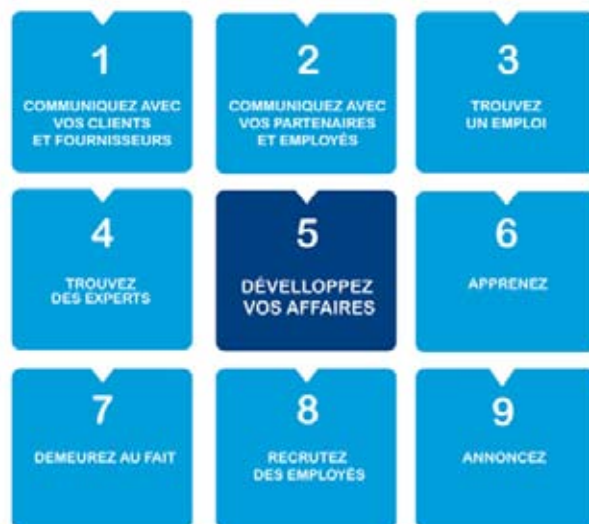 1
COMMUNIQUEZ AVEC
VOS CLIENTS
ET FOURNISSEURS
2
COMMUNIQUEZ AVEC
VOS PARTENAIRES
ET EMPLOYÉS
3
TROUVEZ
UN EMPLOI
4
TROUVEZ
DES EXPERTS
5
DÉVELLOPPEZ
VOS AFFAIRES
6
APPRENEZ
7
DEMEUREZ AU FAIT
8
RECRUTEZ
DES EMPLOYÉS
9
ANNONCEZ